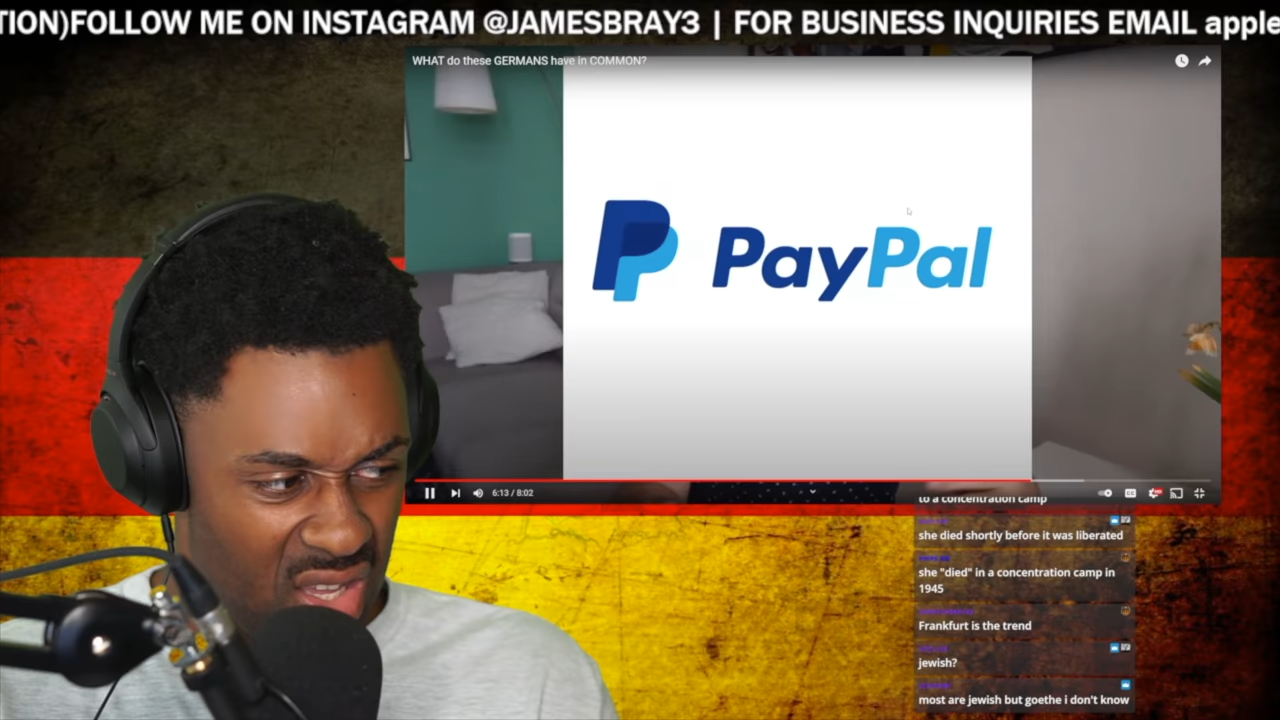 TION)FOLLOW ME ON INSTAGRAM @JAMESBRAY3 | FOR BUSINESS INQUIRIES EMAIL apple
WHAT do these GERMANS have in COMMON?
PayPal
6:13 / 8:02
to a concentration camp
she died shortly before it was liberated
she "died" in a concentration camp in
1945
Frankfurt is the trend
jewish?
most are jewish but goethe i don't know